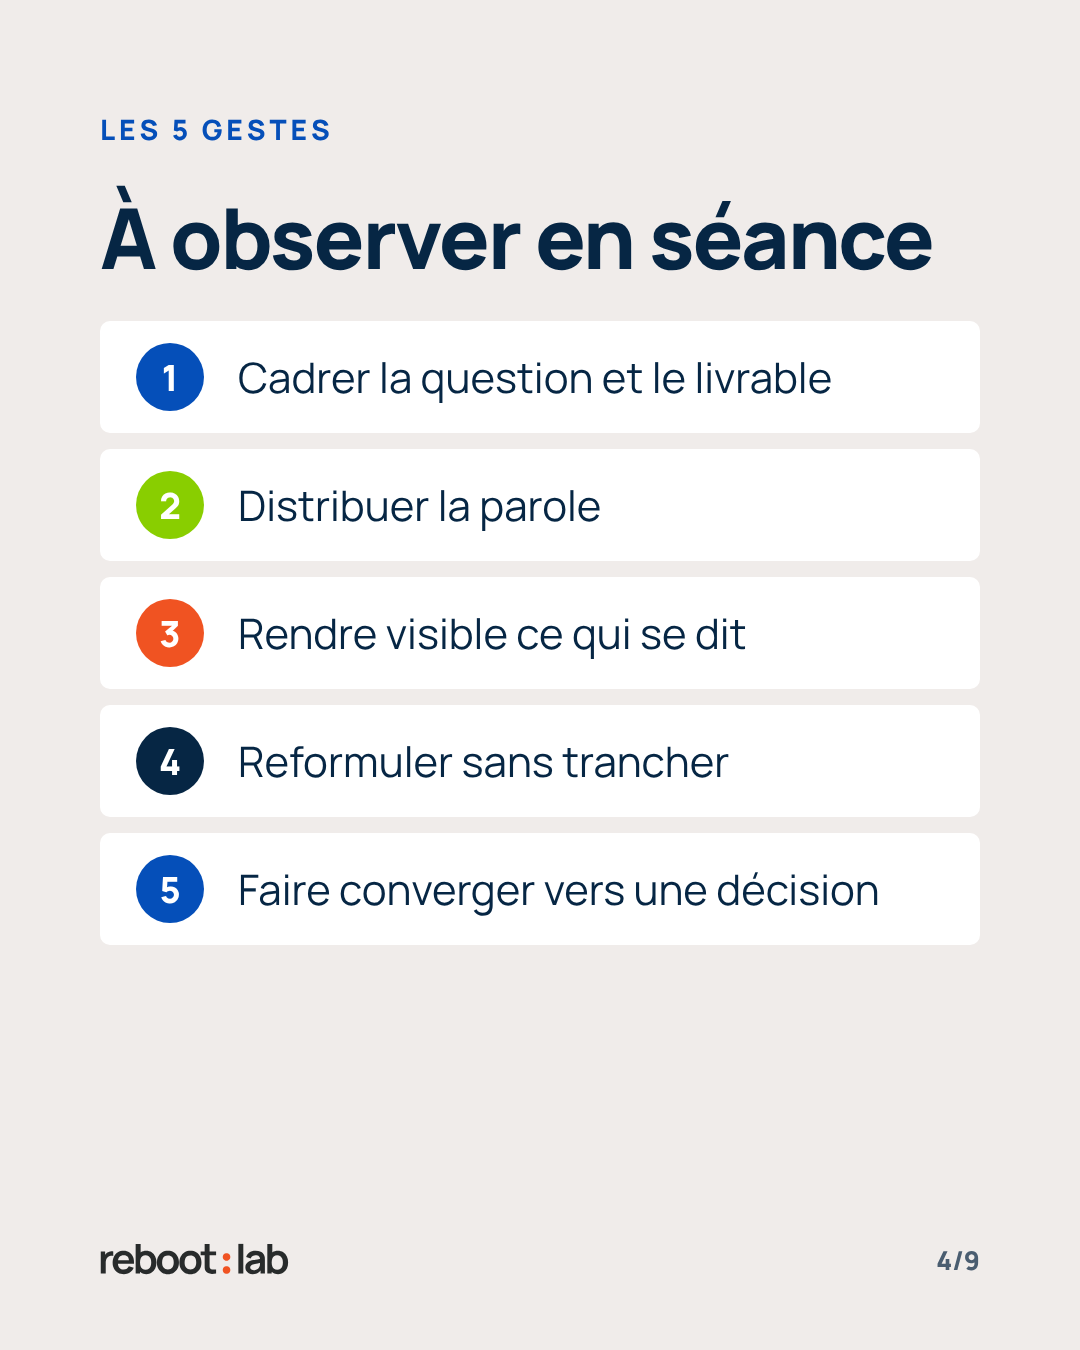 LES 5 GESTES
À observer en séance
1 Cadrer la question et le livrable
2 Distribuer la parole
3 Rendre visible ce qui se dit
4 Reformuler sans trancher
5 Faire converger vers une décision
reboot:lab
4/9